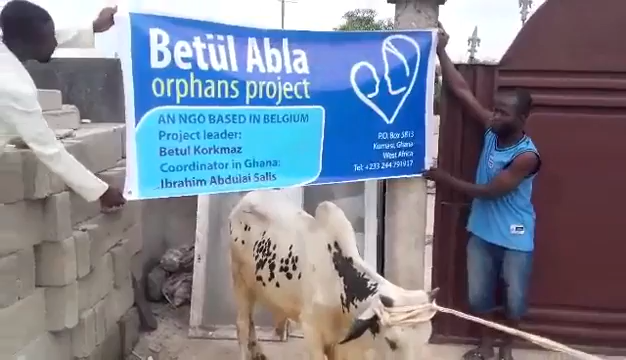 Betül Abla
orphans project
AN NGO BASED IN BELGIUM
Project leader:
Betul Korkmaz
Coordinator in Ghana:
Ibrahim Abdulai Salis
P.O. Box 5813
Kumasi, Ghana
West Africa
Tel: +233 244 791917